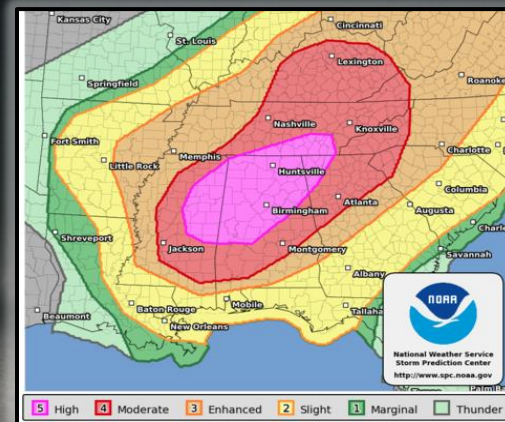 Kansas City
Cincinnati
St. Louis
Lexington
Springfield
Roanoke
Nashville
Knoxville
Fort Smith
Memphis
Charlotte
Little Rock
Huntsville
Columbia
Birmingham
Atlanta
Augusta
Shreveport
Jackson
Montgomery
Savannah
Albany
Baton Rouge
Mobile
Beaumont
New Orleans
NOAA
National Weather Service
Storm Prediction Center
http://www.spc.noaa.gov
5 High 4 Moderate 3 Enhanced 2 Slight 1 Marginal Thunder